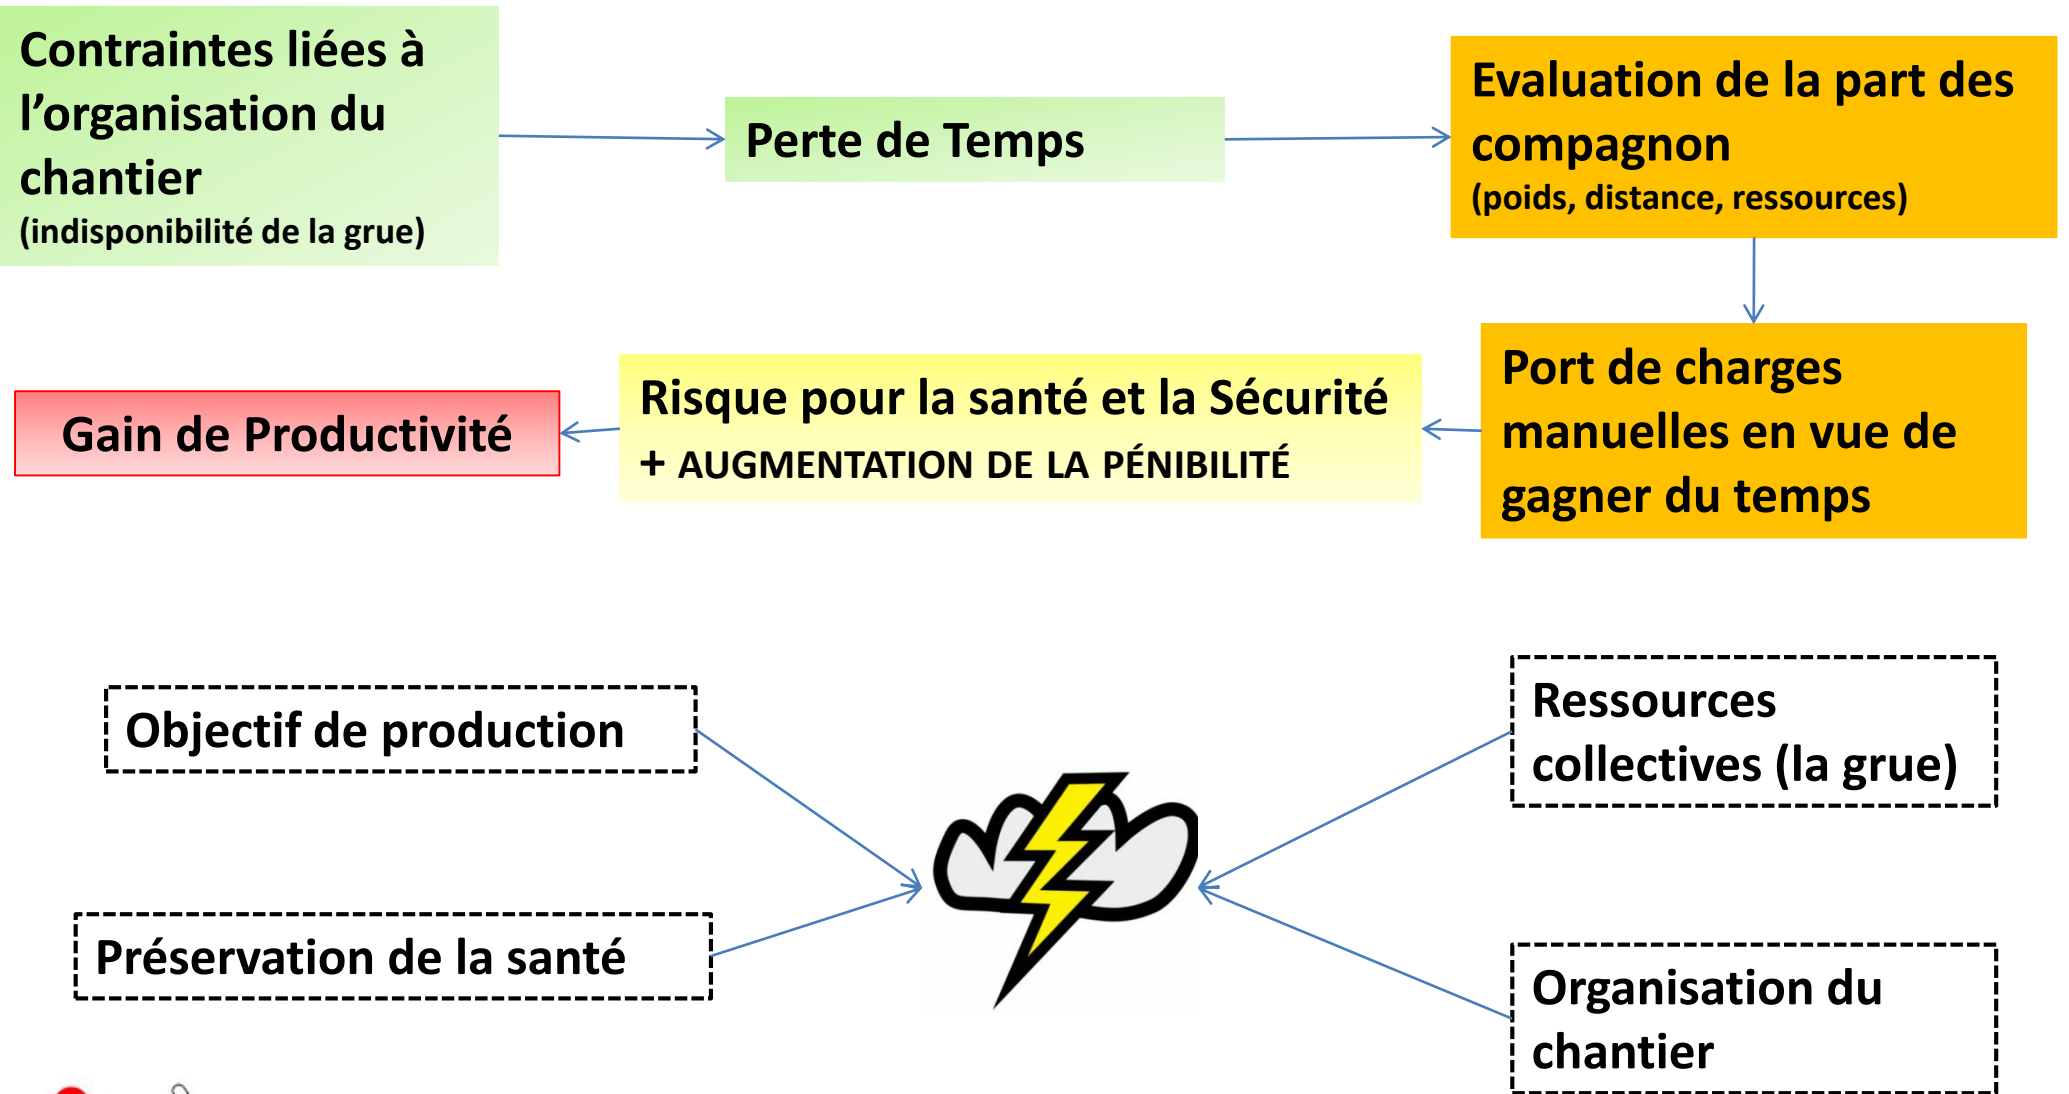 Contraintes liées à
l’organisation du
chantier
(indisponibilité de la grue)
Perte de Temps
Evaluation de la part des
compagnon
(poids, distance, ressources)
Gain de Productivité
Risque pour la santé et la Sécurité
+ AUGMENTATION DE LA PÉNIBILITÉ
Port de charges
manuelles en vue de
gagner du temps
Objectif de production
Ressources
collectives (la grue)
Préservation de la santé
Organisation du
chantier